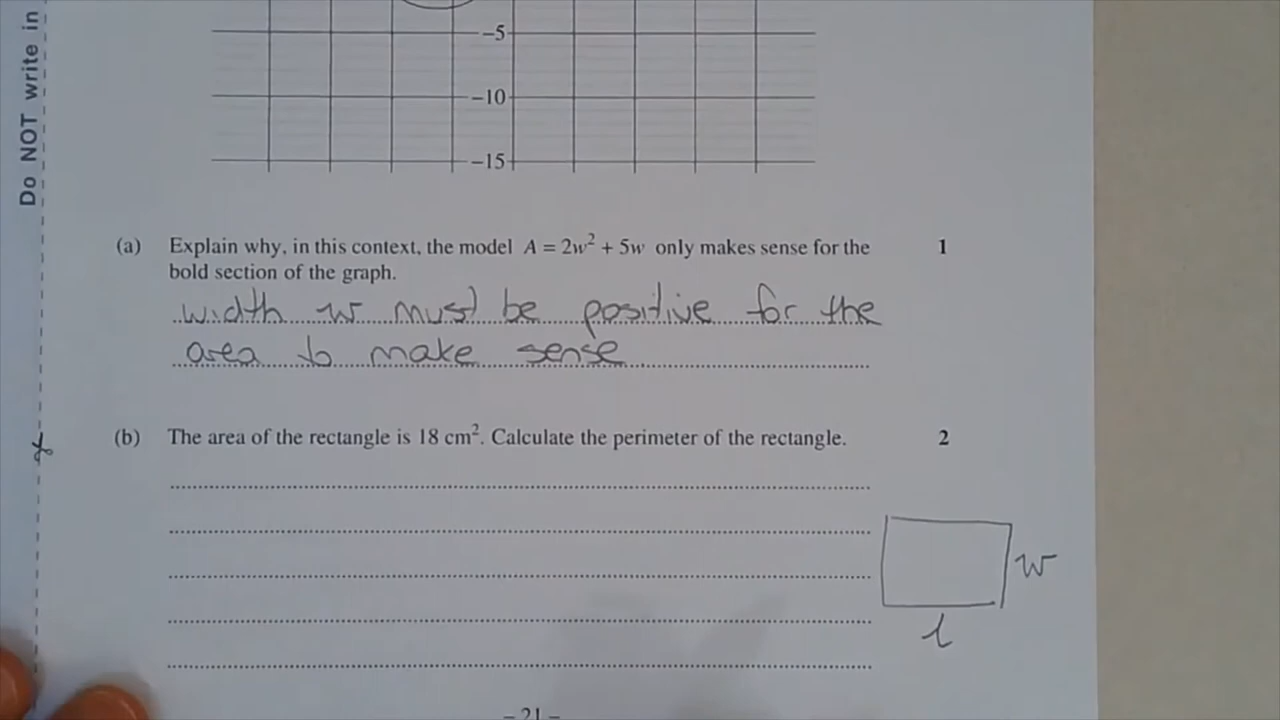 Do NOT write in
–5
–10
–15
(a) Explain why, in this context, the model A = 2w² + 5w only makes sense for the 1
bold section of the graph.
width w must be positive for the
area to make sense
(b) The area of the rectangle is 18 cm². Calculate the perimeter of the rectangle. 2
w
l
– 21 –